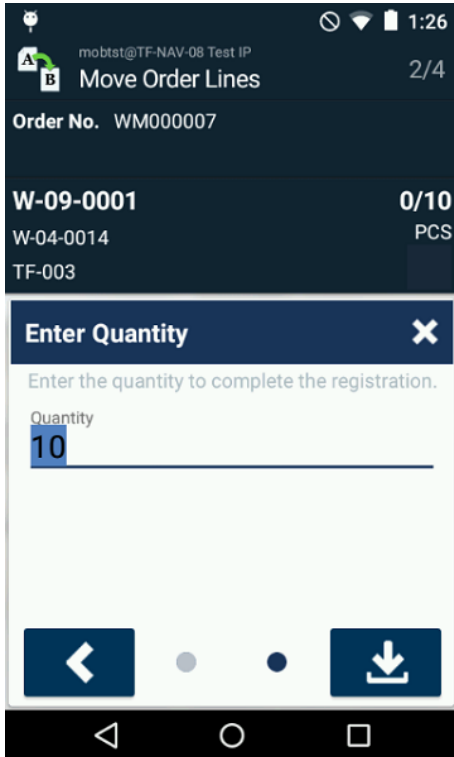 1:26
A
B
mobtst@TF-NAV-08 Test IP
Move Order Lines
2/4
Order No. WM000007
W-09-0001 0/10
W-04-0014 PCS
TF-003
Enter Quantity
Enter the quantity to complete the registration.
Quantity
10